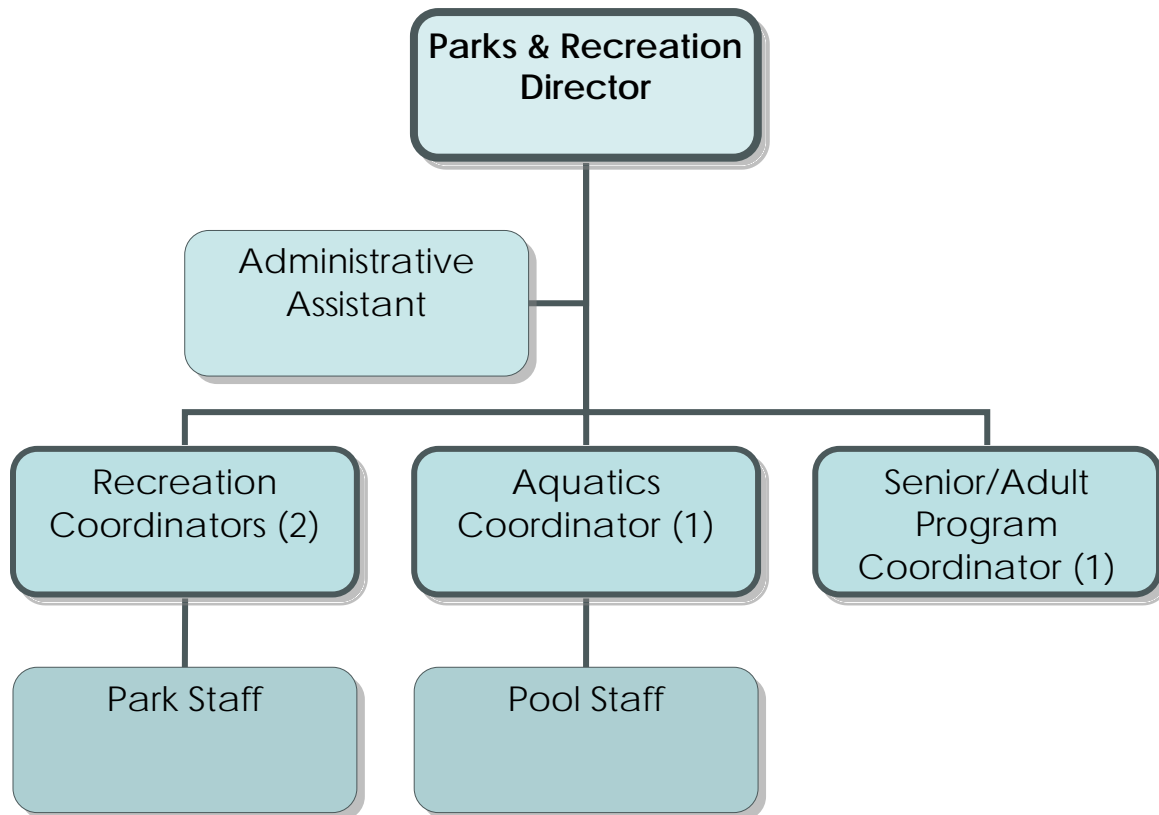 Parks & Recreation
Director
Administrative
Assistant
Recreation
Coordinators (2)
Aquatics
Coordinator (1)
Senior/Adult
Program
Coordinator (1)
Park Staff
Pool Staff